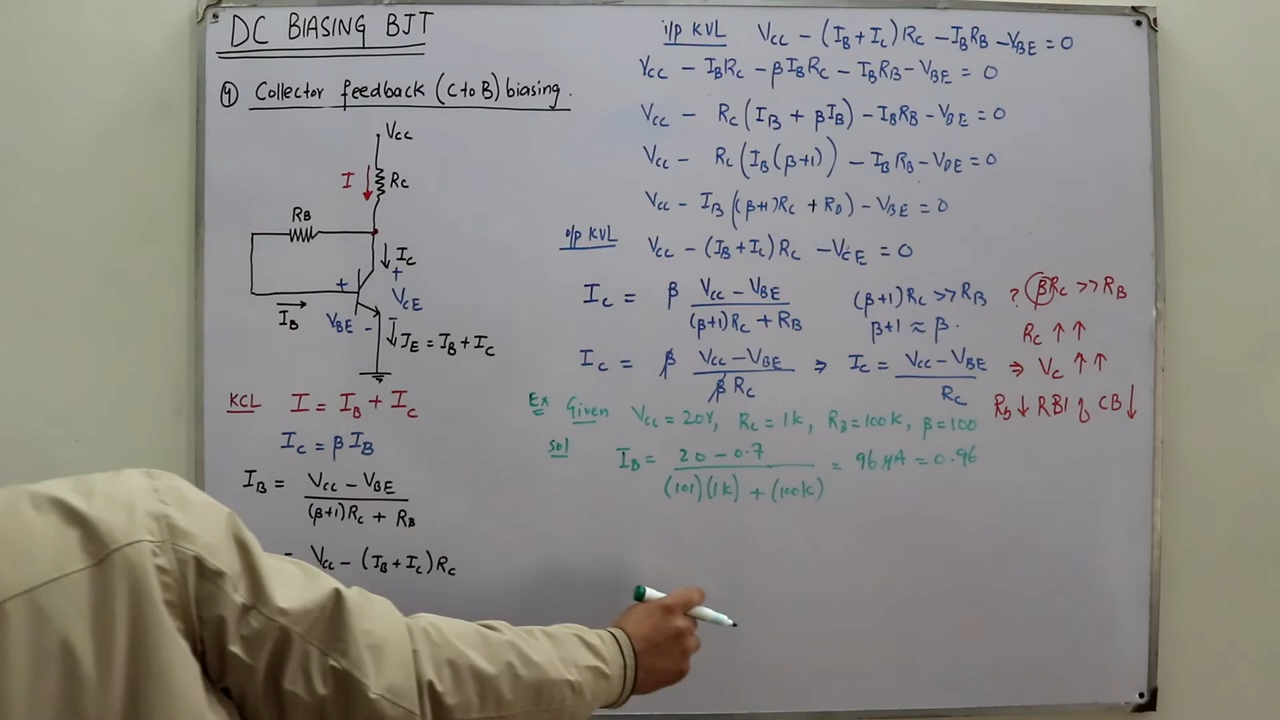 DC BIASING BJT
④ Collector feedback (C to B) biasing.
VCC
I
RC
RB
IC
+
+
VCE
IB
VBE -
-
IE = IB + IC
KCL I = IB + IC
IC = βIB
IB = VCC - VBE / (β+1)RC + RB
= VCC - (IB+IC)RC
i/p KVL VCC - (IB+IC)RC - IBRB - VBE = 0
VCC - IBRC - βIBRC - IBRB - VBE = 0
VCC - RC(IB + βIB) - IBRB - VBE = 0
VCC - RC(IB(β+1)) - IBRB - VBE = 0
VCC - IB((β+1)RC + RB) - VBE = 0
o/p KVL VCC - (IB+IC)RC - VCE = 0
IC = β VCC - VBE / (β+1)RC + RB
(β+1)RC >> RB
β+1 ≈ β.
IC = β VCC - VBE / β RC ⇒ IC = VCC - VBE / RC
? βRC >> RB
RC ↑↑
⇒ VC ↑↑
RB ↓ RBI CB ↓
Ex Given VCC = 20V, RC = 1k, RB = 100k, β = 100
Sol IB = 20 - 0.7 / (101)(1k) + (100k) = 96 μA = 0.96